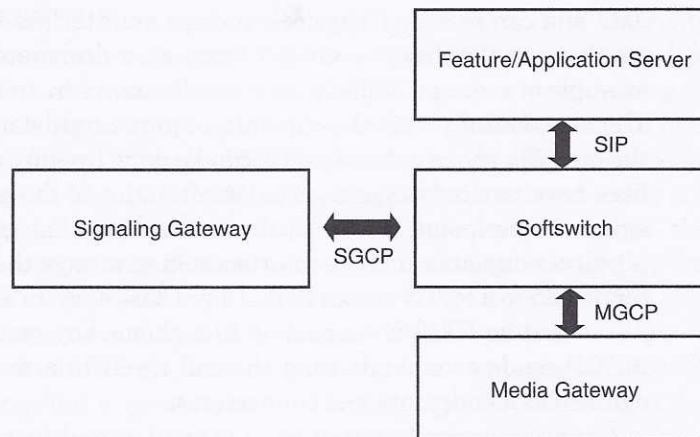 Feature/Application Server
SIP
Signaling Gateway
SGCP
Softswitch
MGCP
Media Gateway